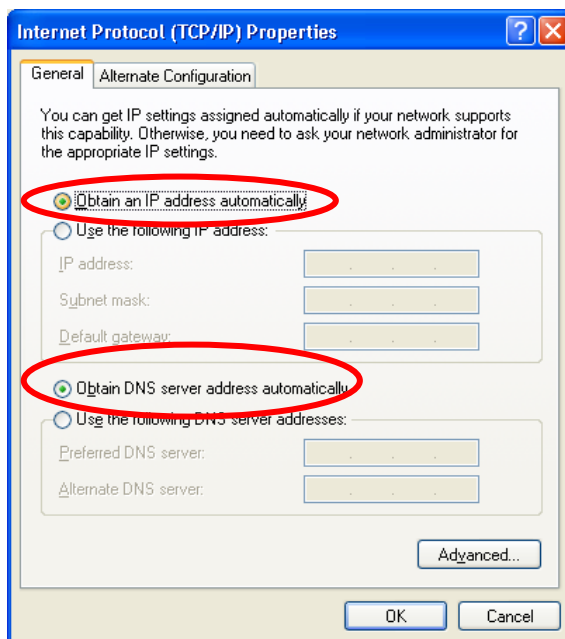 Internet Protocol (TCP/IP) Properties
General
Alternate Configuration
You can get IP settings assigned automatically if your network supports
this capability. Otherwise, you need to ask your network administrator for
the appropriate IP settings.
Obtain an IP address automatically
Use the following IP address:
IP address:
Subnet mask:
Default gateway:
Obtain DNS server address automatically
Use the following DNS server addresses:
Preferred DNS server:
Alternate DNS server:
Advanced...
OK
Cancel